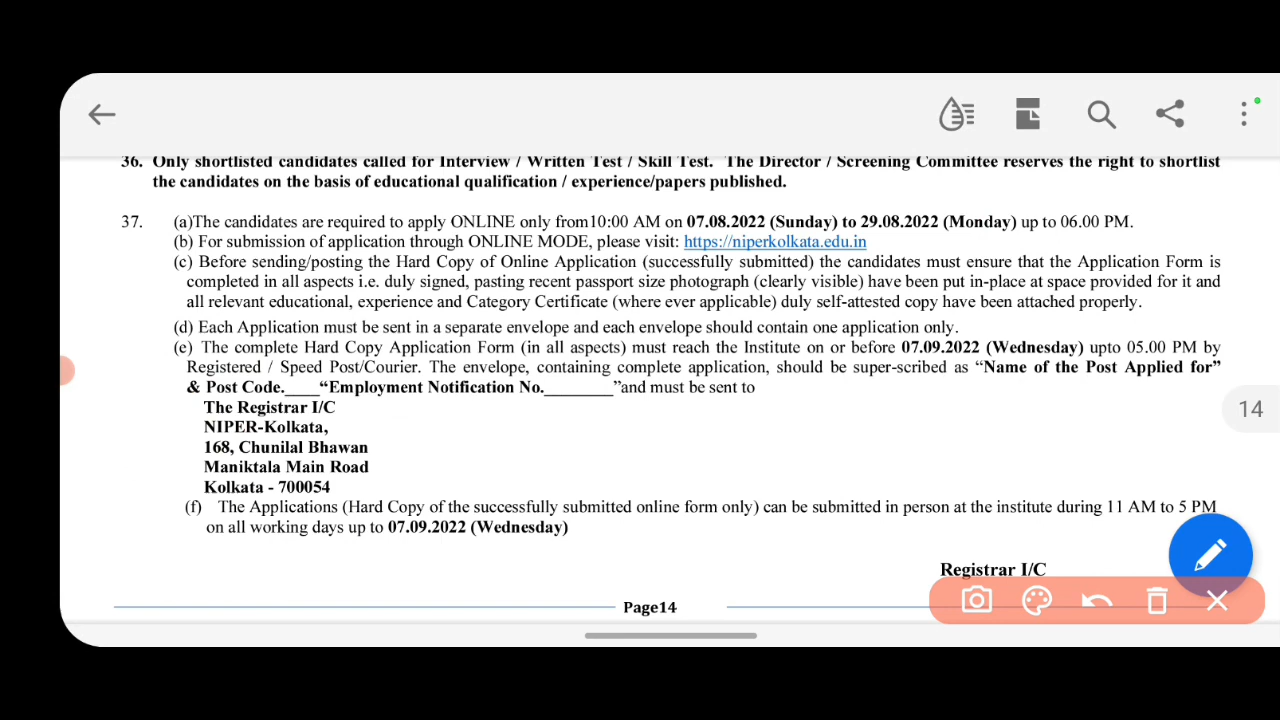 36. Only shortlisted candidates called for Interview / Written Test / Skill Test. The Director / Screening Committee reserves the right to shortlist
the candidates on the basis of educational qualification / experience/papers published.
37. (a)The candidates are required to apply ONLINE only from10:00 AM on 07.08.2022 (Sunday) to 29.08.2022 (Monday) up to 06.00 PM.
(b) For submission of application through ONLINE MODE, please visit: https://niperkolkata.edu.in
(c) Before sending/posting the Hard Copy of Online Application (successfully submitted) the candidates must ensure that the Application Form is
completed in all aspects i.e. duly signed, pasting recent passport size photograph (clearly visible) have been put in-place at space provided for it and
all relevant educational, experience and Category Certificate (where ever applicable) duly self-attested copy have been attached properly.
(d) Each Application must be sent in a separate envelope and each envelope should contain one application only.
(e) The complete Hard Copy Application Form (in all aspects) must reach the Institute on or before 07.09.2022 (Wednesday) upto 05.00 PM by
Registered / Speed Post/Courier. The envelope, containing complete application, should be super-scribed as “Name of the Post Applied for”
& Post Code.____“Employment Notification No.________”and must be sent to
The Registrar I/C
NIPER-Kolkata,
168, Chunilal Bhawan
Maniktala Main Road
Kolkata - 700054
14
(f) The Applications (Hard Copy of the successfully submitted online form only) can be submitted in person at the institute during 11 AM to 5 PM
on all working days up to 07.09.2022 (Wednesday)
Registrar I/C
Page14